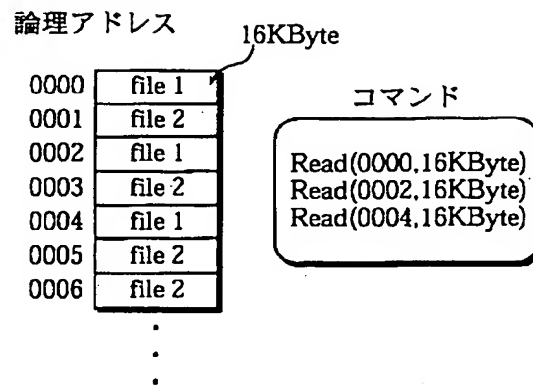 論理アドレス
16KByte
0000 file 1
0001 file 2
0002 file 1
0003 file 2
0004 file 1
0005 file 2
0006 file 2
コマンド
Read(0000,16KByte)
Read(0002,16KByte)
Read(0004,16KByte)